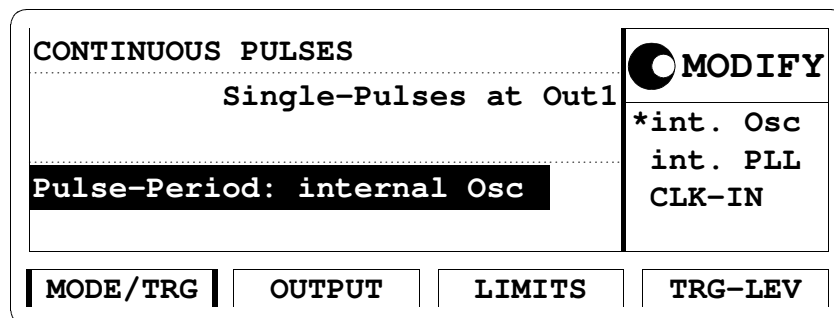 CONTINUOUS PULSES
Single-Pulses at Out1
Pulse-Period: internal Osc
MODIFY
*int. Osc
int. PLL
CLK-IN
MODE/TRG
OUTPUT
LIMITS
TRG-LEV